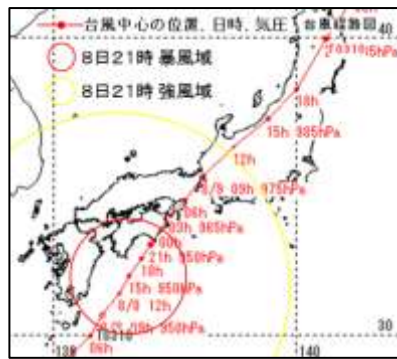 台風中心の位置、日時、気圧
台風経路図
40
8日21時 暴風域
8日21時 強風域
18h
15h 985hPa
12h
8/9 09h 975hPa
06h
03h 965hPa
00h
21h 950hPa
18h
15h 950hPa
8/8 12h
09h 950hPa
T0310
06h
130
140
30